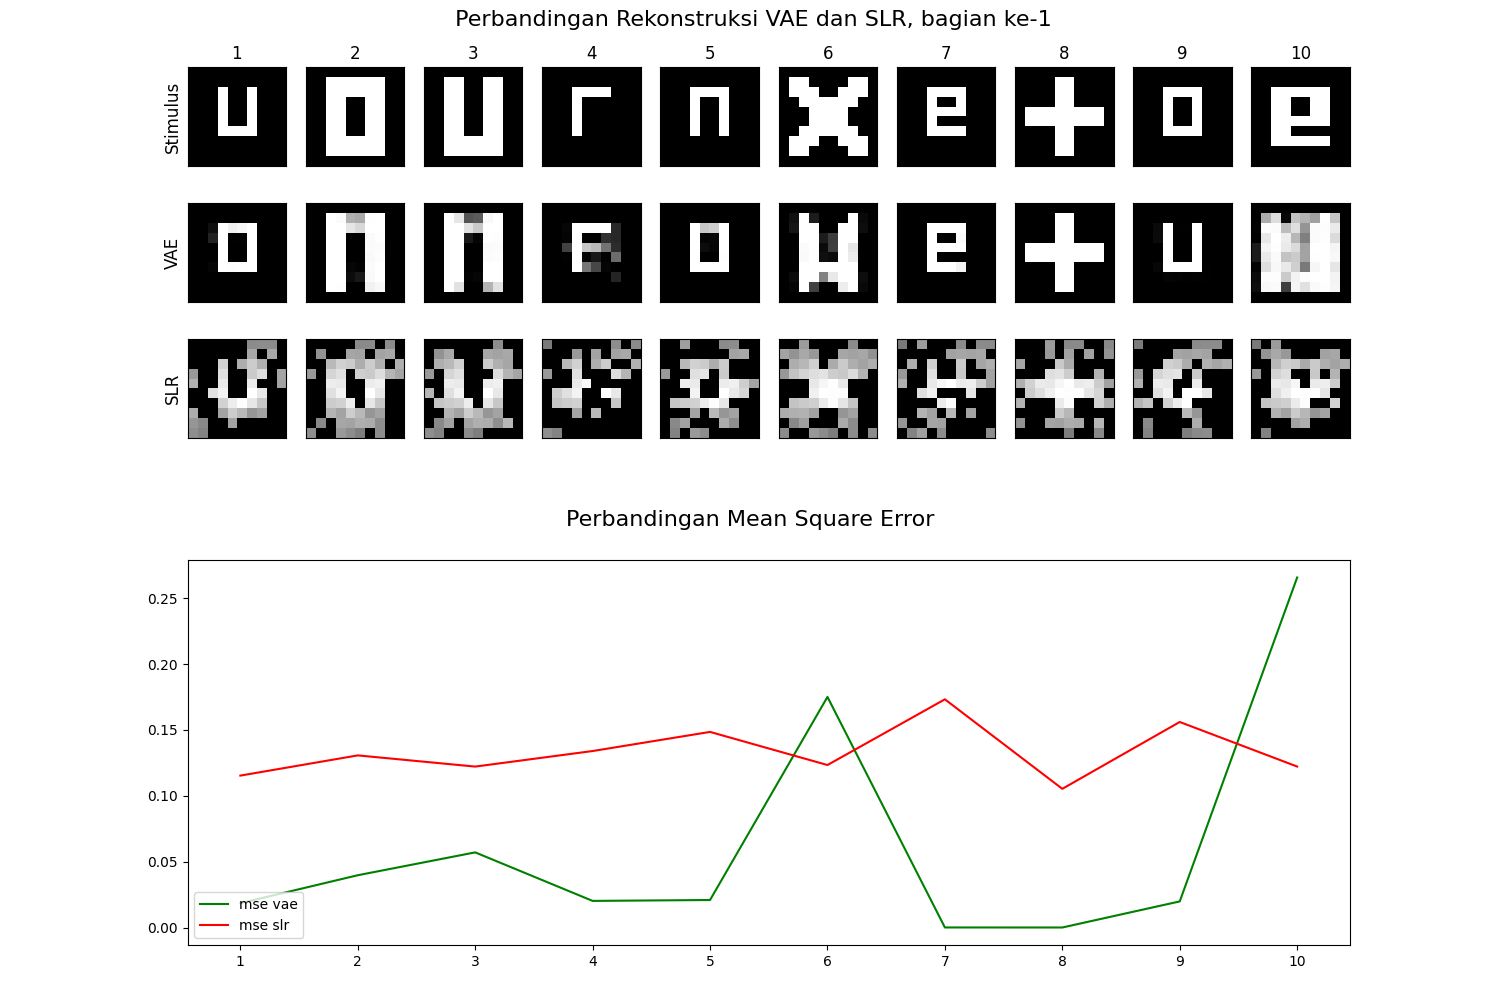 Perbandingan Rekonstruksi VAE dan SLR, bagian ke-1
1 2 3 4 5 6 7 8 9 10
Stimulus
VAE
SLR
Perbandingan Mean Square Error
0.25
0.20
0.15
0.10
0.05
0.00
mse vae
mse slr
1 2 3 4 5 6 7 8 9 10